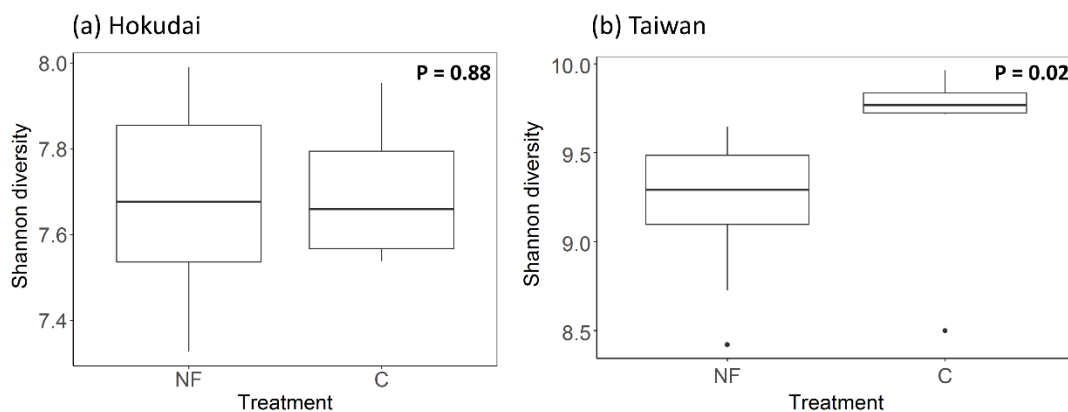 (a) Hokudai
P = 0.88
8.0
7.8
7.6
7.4
Shannon diversity
NF
C
Treatment
(b) Taiwan
P = 0.02
10.0
9.5
9.0
8.5
Shannon diversity
NF
C
Treatment